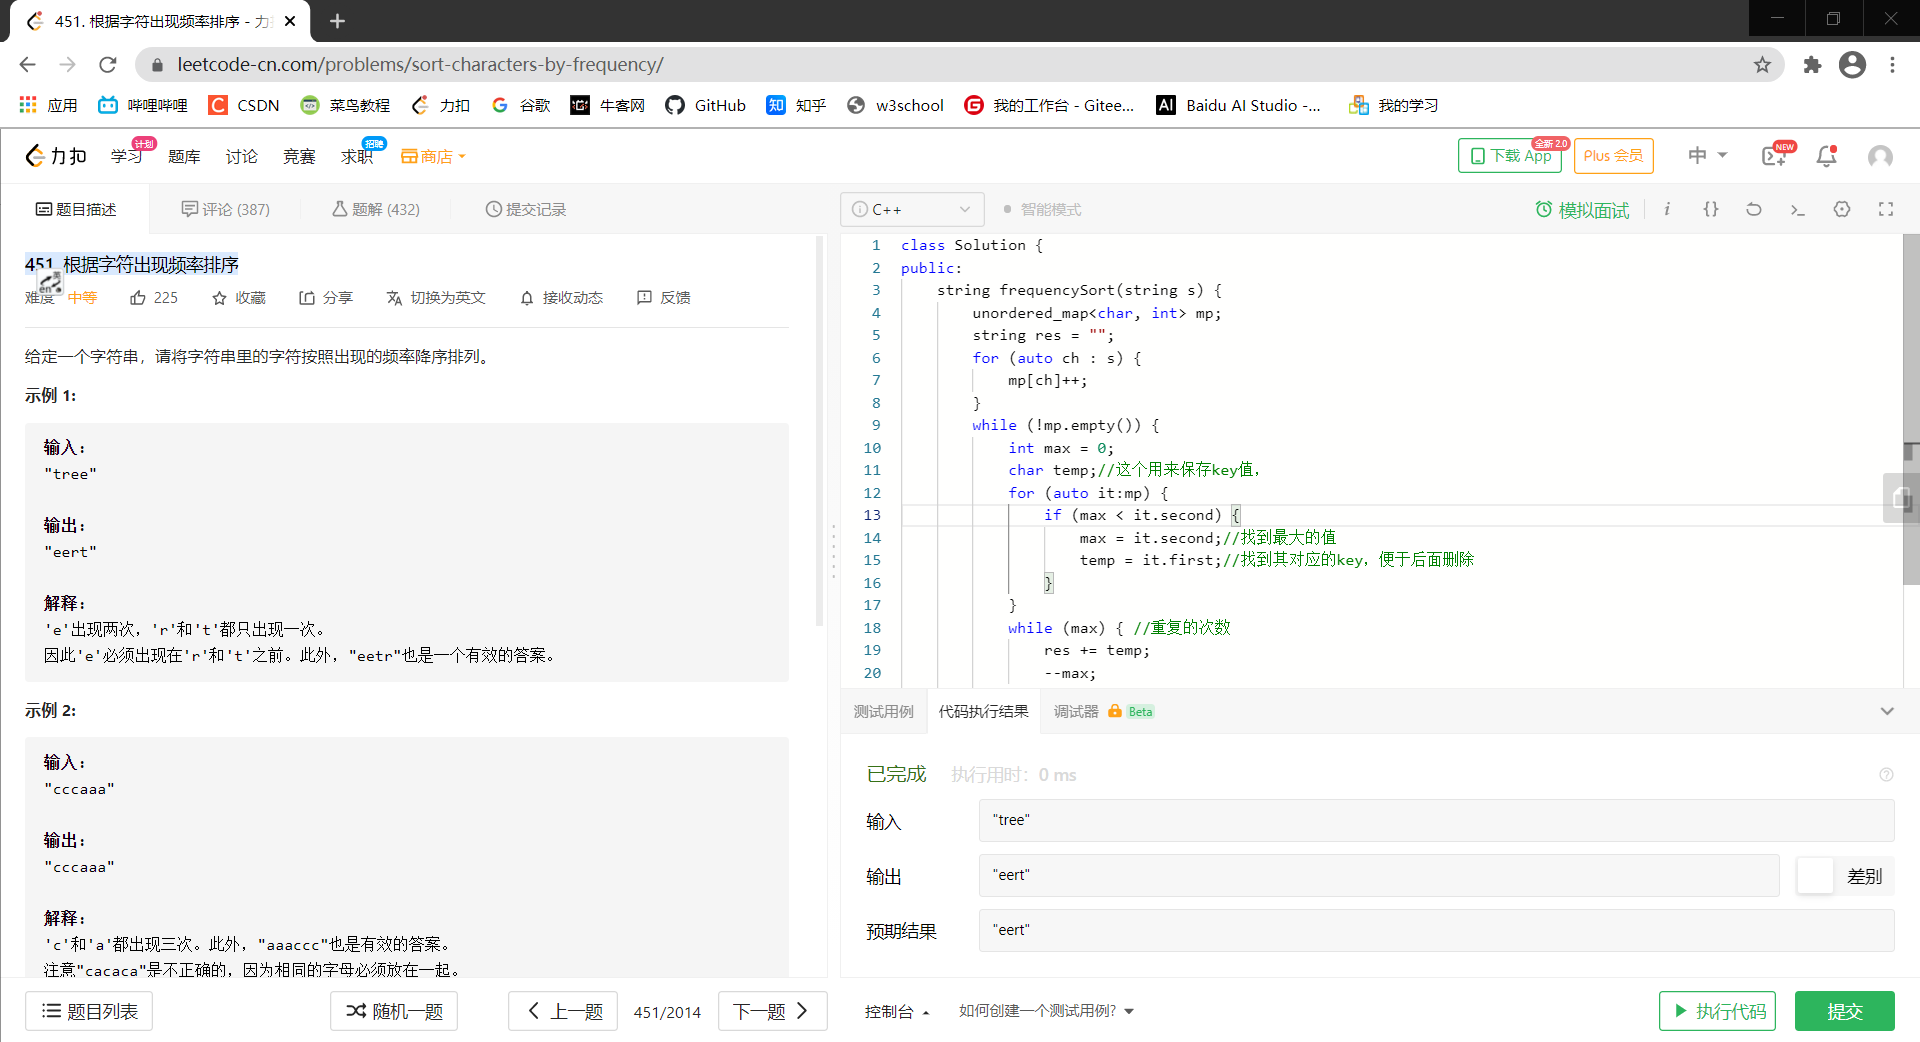 451. 根据字符出现频率排序 - 力
leetcode-cn.com/problems/sort-characters-by-frequency/
应用 哔哩哔哩 CSDN 菜鸟教程 力扣 谷歌 牛客网 GitHub 知乎 w3school 我的工作台 - Gitee... AI Baidu AI Studio -... 我的学习
力扣 学习 计划 题库 讨论 竞赛 求职 招聘 商店 下载 App 全新 2.0 Plus 会员 中 NEW
题目描述 评论 (387) 题解 (432) 提交记录
C++ 智能模式 模拟面试
451. 根据字符出现频率排序
难度 中等 225 收藏 分享 切换为英文 接收动态 反馈
给定一个字符串，请将字符串里的字符按照出现的频率降序排列。
示例 1:
输入:
"tree"
输出:
"eert"
解释:
'e'出现两次，'r'和't'都只出现一次。
因此'e'必须出现在'r'和't'之前。此外，"eetr"也是一个有效的答案。
示例 2:
输入:
"cccaaa"
输出:
"cccaaa"
解释:
'c'和'a'都出现三次。此外，"aaaccc"也是有效的答案。
注意"cacaca"是不正确的，因为相同的字母必须放在一起。
题目列表 随机一题 上一题 451/2014 下一题
1 class Solution {
2 public:
3 string frequencySort(string s) {
4 unordered_map<char, int> mp;
5 string res = "";
6 for (auto ch : s) {
7 mp[ch]++;
8 }
9 while (!mp.empty()) {
10 int max = 0;
11 char temp;//这个用来保存key值，
12 for (auto it:mp) {
13 if (max < it.second) {
14 max = it.second;//找到最大的值
15 temp = it.first;//找到其对应的key，便于后面删除
16 }
17 }
18 while (max) { //重复的次数
19 res += temp;
20 --max;
测试用例 代码执行结果 调试器 Beta
已完成 执行用时: 0 ms
输入 "tree"
输出 "eert" 差别
预期结果 "eert"
控制台 如何创建一个测试用例? 执行代码 提交